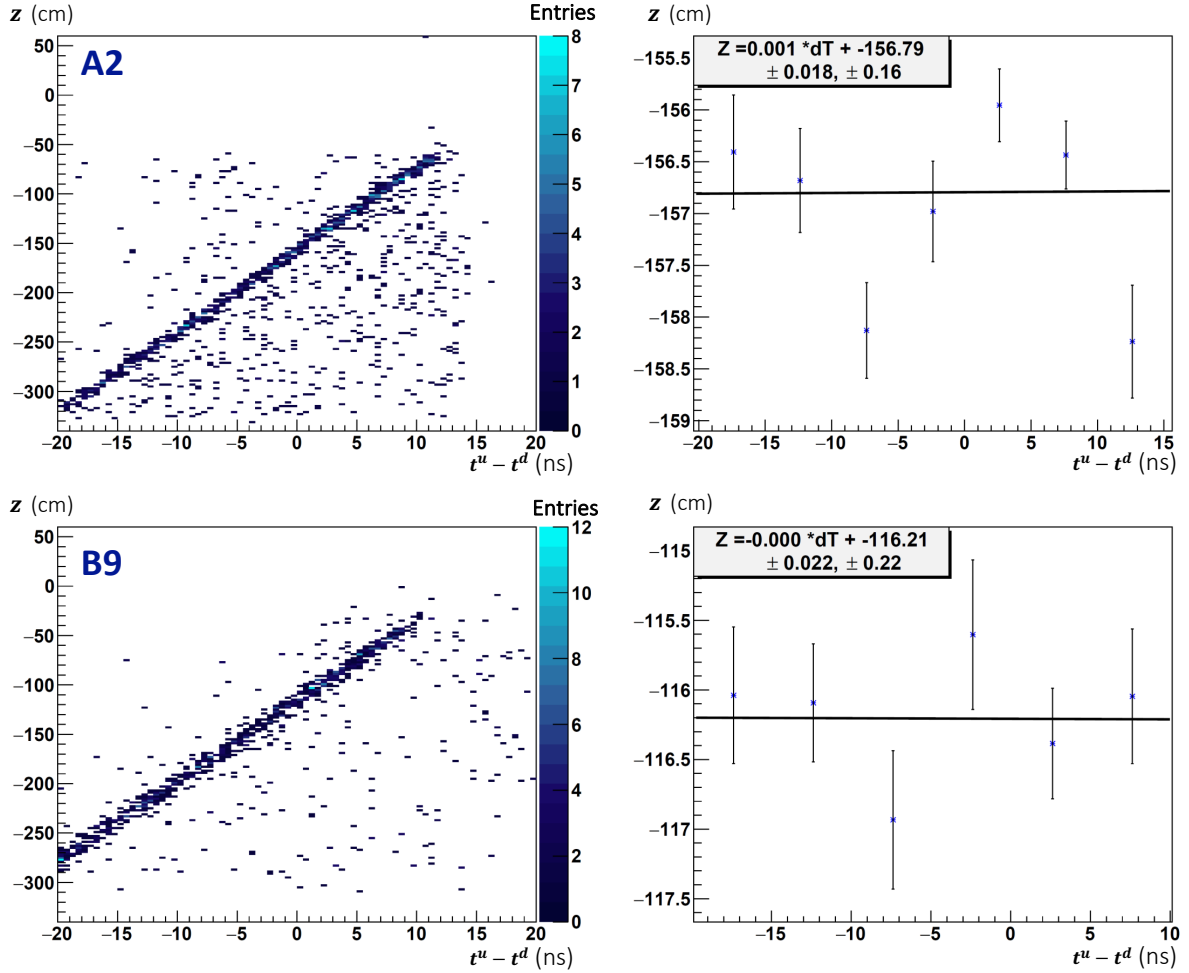 z (cm)
Entries
z (cm)
A2
50
0
−50
−100
−150
−200
−250
−300
−20 −15 −10 −5 0 5 10 15 20
t^u − t^d (ns)
8
7
6
5
4
3
2
1
0
Z =0.001 *dT + -156.79
± 0.018, ± 0.16
−155.5
−156
−156.5
−157
−157.5
−158
−158.5
−159
−20 −15 −10 −5 0 5 10 15
t^u − t^d (ns)
z (cm)
Entries
z (cm)
B9
50
0
−50
−100
−150
−200
−250
−300
−20 −15 −10 −5 0 5 10 15 20
t^u − t^d (ns)
12
10
8
6
4
2
0
Z =-0.000 *dT + -116.21
± 0.022, ± 0.22
−115
−115.5
−116
−116.5
−117
−117.5
−15 −10 −5 0 5 10
t^u − t^d (ns)